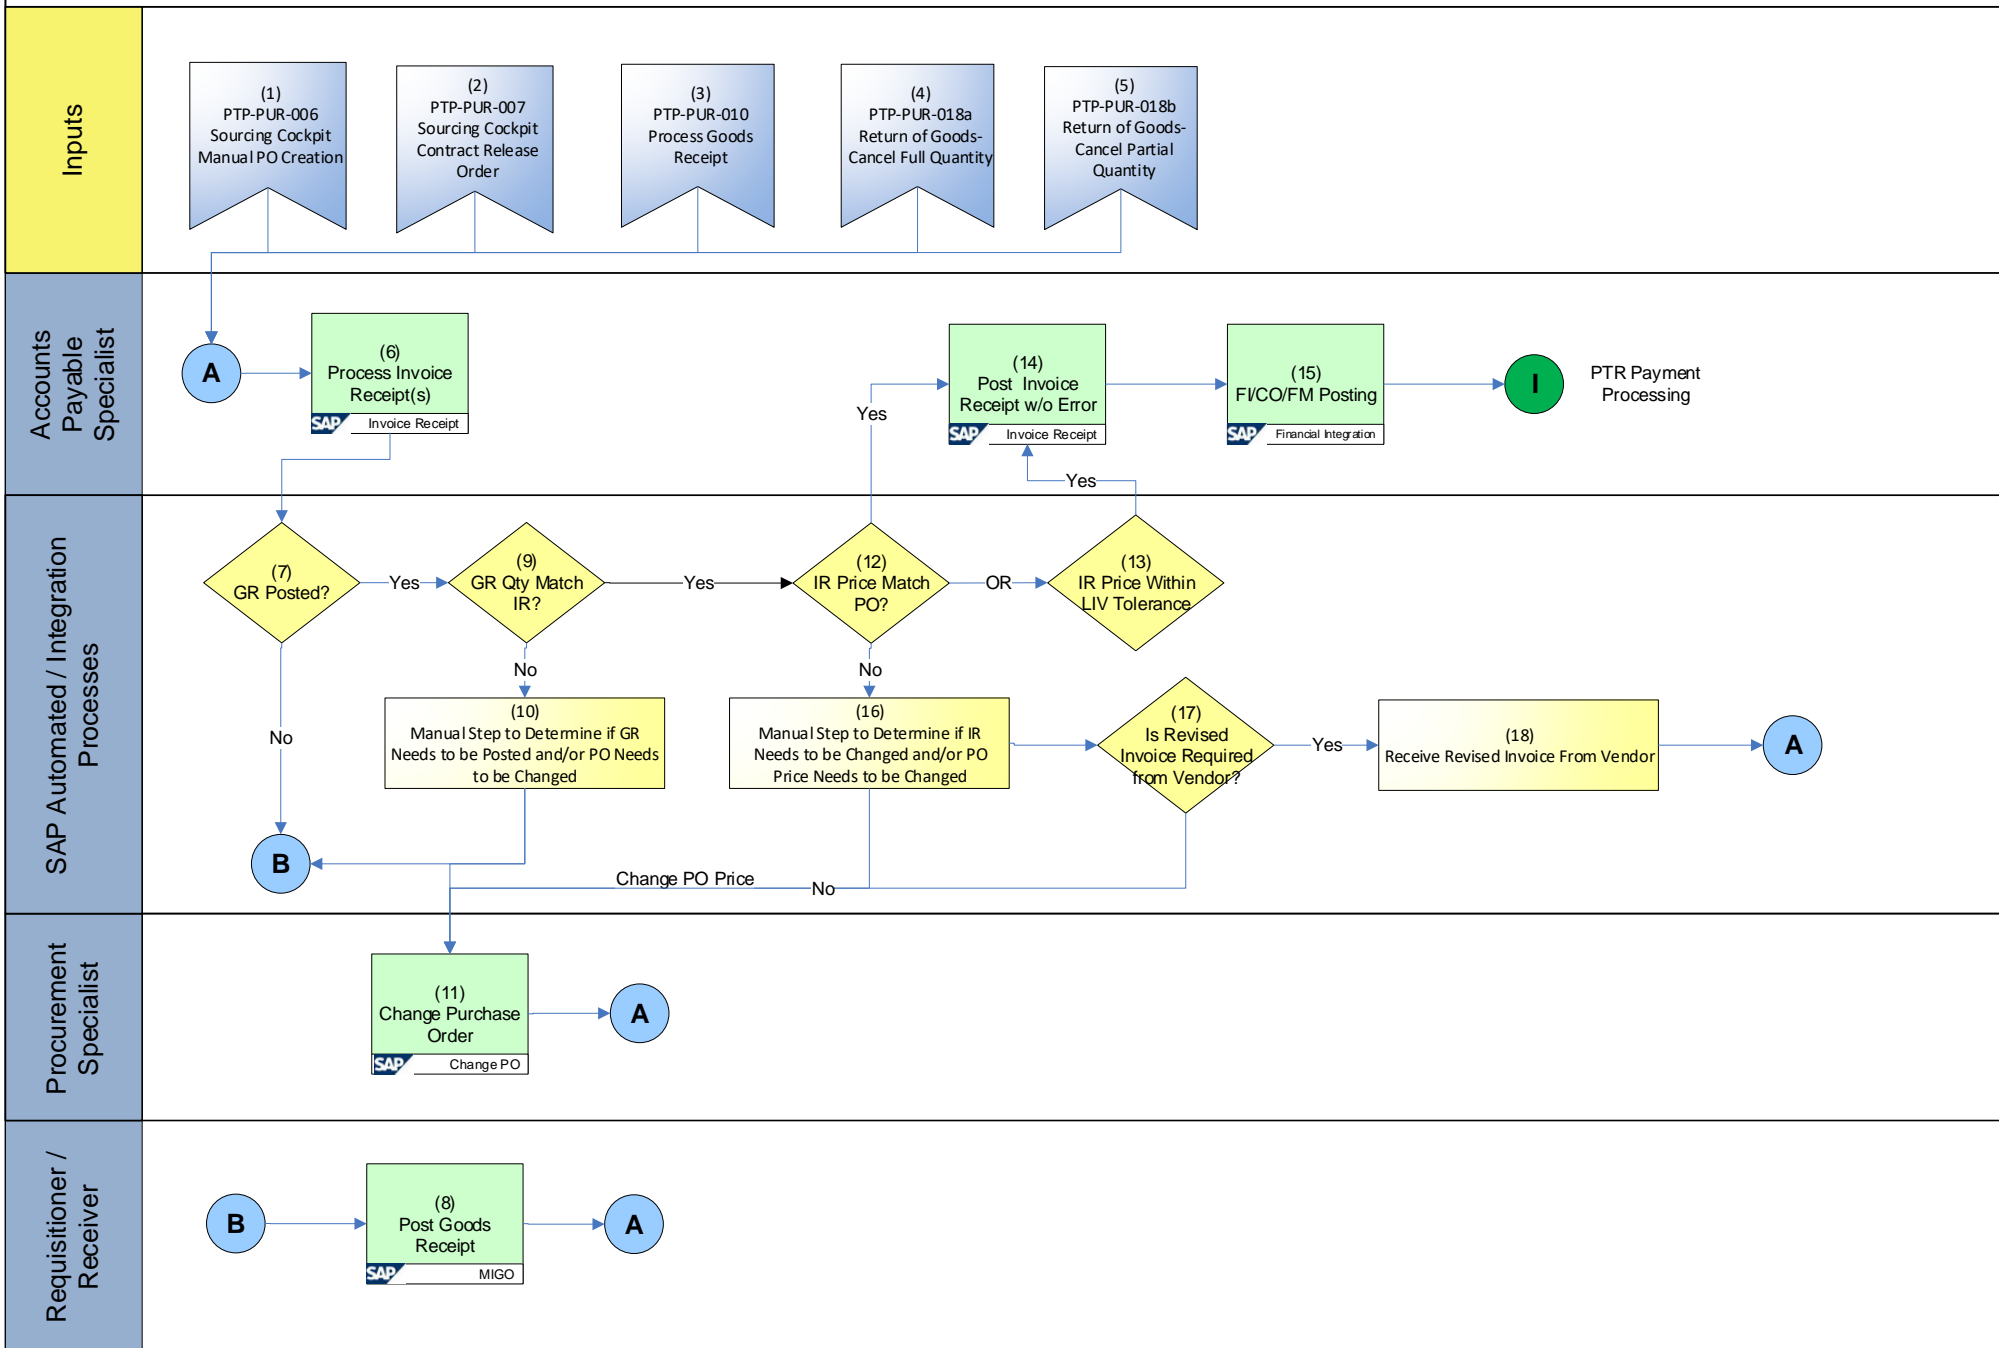 Inputs
(1)
PTP-PUR-006
Sourcing Cockpit
Manual PO Creation
(2)
PTP-PUR-007
Sourcing Cockpit
Contract Release
Order
(3)
PTP-PUR-010
Process Goods
Receipt
(4)
PTP-PUR-018a
Return of Goods-
Cancel Full Quantity
(5)
PTP-PUR-018b
Return of Goods-
Cancel Partial
Quantity
Accounts
Payable
Specialist
A
(6)
Process Invoice
Receipt(s)
SAP
Invoice Receipt
Yes
(14)
Post Invoice
Receipt w/o Error
SAP
Invoice Receipt
(15)
FI/CO/FM Posting
SAP
Financial Integration
I
PTR Payment
Processing
Yes
SAP Automated / Integration
Processes
(7)
GR Posted?
Yes
(9)
GR Qty Match
IR?
Yes
(12)
IR Price Match
PO?
OR
(13)
IR Price Within
LIV Tolerance
No
No
No
(10)
Manual Step to Determine if GR
Needs to be Posted and/or PO Needs
to be Changed
(16)
Manual Step to Determine if IR
Needs to be Changed and/or PO
Price Needs to be Changed
(17)
Is Revised
Invoice Required
from Vendor?
Yes
(18)
Receive Revised Invoice From Vendor
A
B
Change PO Price
No
Procurement
Specialist
(11)
Change Purchase
Order
SAP
Change PO
A
Requisitioner /
Receiver
B
(8)
Post Goods
Receipt
SAP
MIGO
A